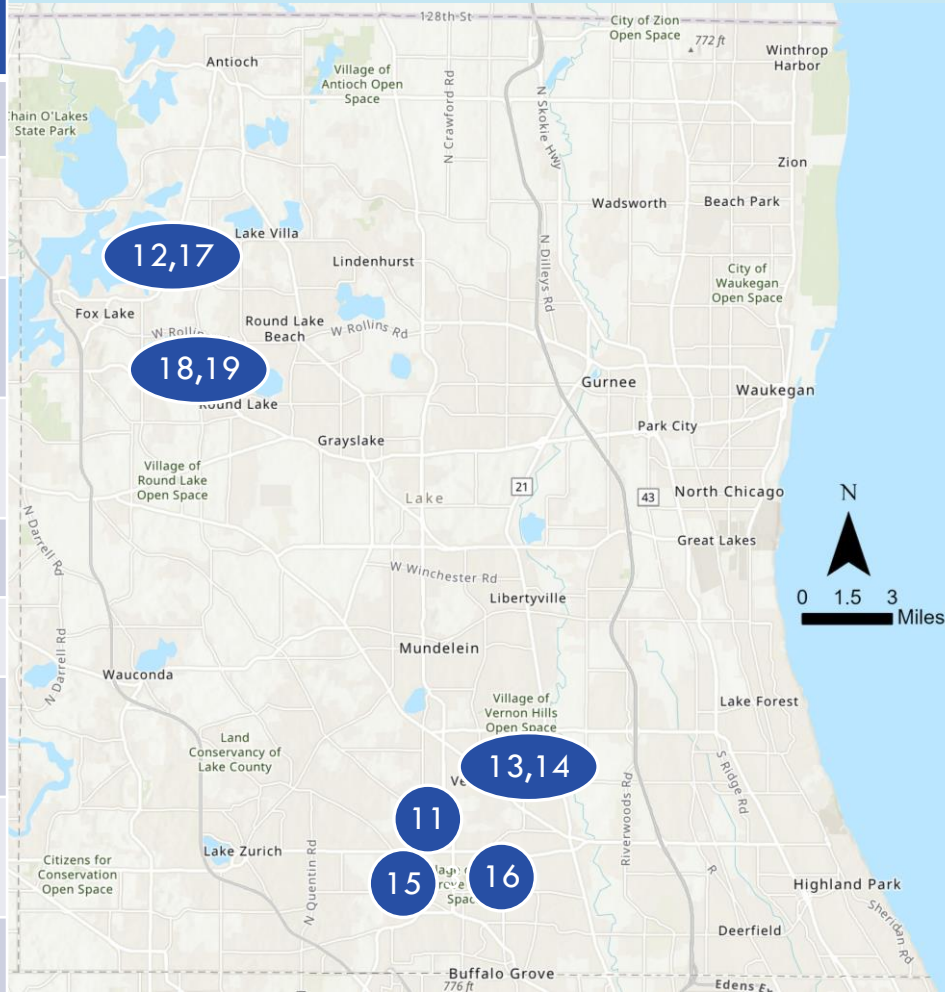 128th St
City of Zion
Open Space
772 ft
Winthrop
Harbor
Antioch
Village of
Antioch Open
Space
N Crawford Rd
N Skokie Hwy
Chain O'Lakes
State Park
Zion
Wadsworth
Beach Park
Lake Villa
12,17
Lindenhurst
N Dilleys Rd
City of
Waukegan
Open Space
Fox Lake
Round Lake
Beach
W Rollins Rd
18,19
Round Lake
Gurnee
Waukegan
Park City
Grayslake
Village of
Round Lake
Open Space
Lake
21
43
North Chicago
N
Great Lakes
N Darrell Rd
W Winchester Rd
0 1.5 3
Miles
Libertyville
N Darrell Rd
Mundelein
Wauconda
Village of
Vernon Hills
Open Space
Lake Forest
Land
Conservancy of
Lake County
13,14
S Ridge Rd
Riverwoods Rd
11
Lake Zurich
Citizens for
Conservation
Open Space
N Quentin Rd
15
16
R
Highland Park
Sheridan Rd
Deerfield
Buffalo Grove
776 ft